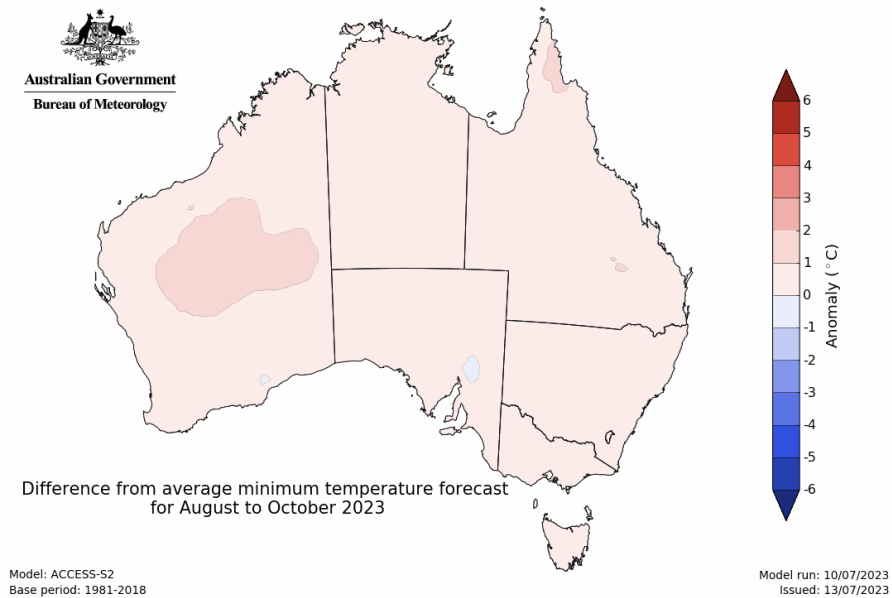 Australian Government
Bureau of Meteorology
6
5
4
3
2
1
0
-1
-2
-3
-4
-5
-6
Anomaly (°C)
Difference from average minimum temperature forecast
for August to October 2023
Model: ACCESS-S2
Base period: 1981-2018
Model run: 10/07/2023
Issued: 13/07/2023